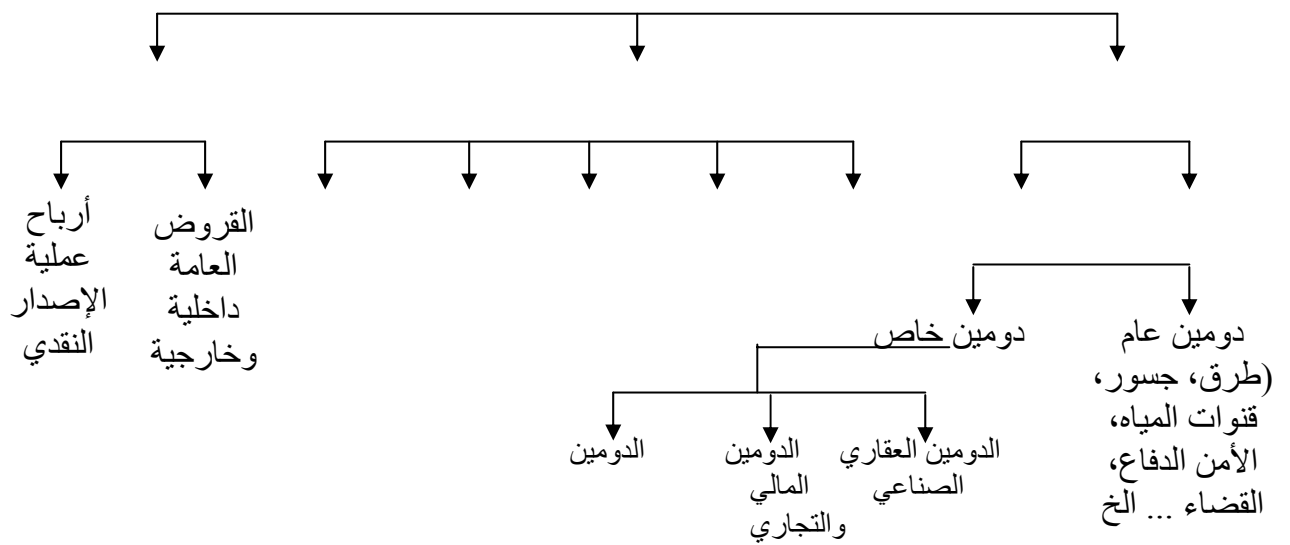 دومين عام
(طرق، جسور،
قنوات المياه،
الأمن الدفاع،
القضاء ... الخ
دومين خاص
الدومين العقاري
الصناعي
الدومين
المالي
والتجاري
الدومين
القروض
العامة
داخلية
وخارجية
أرباح
عملية
الإصدار
النقدي